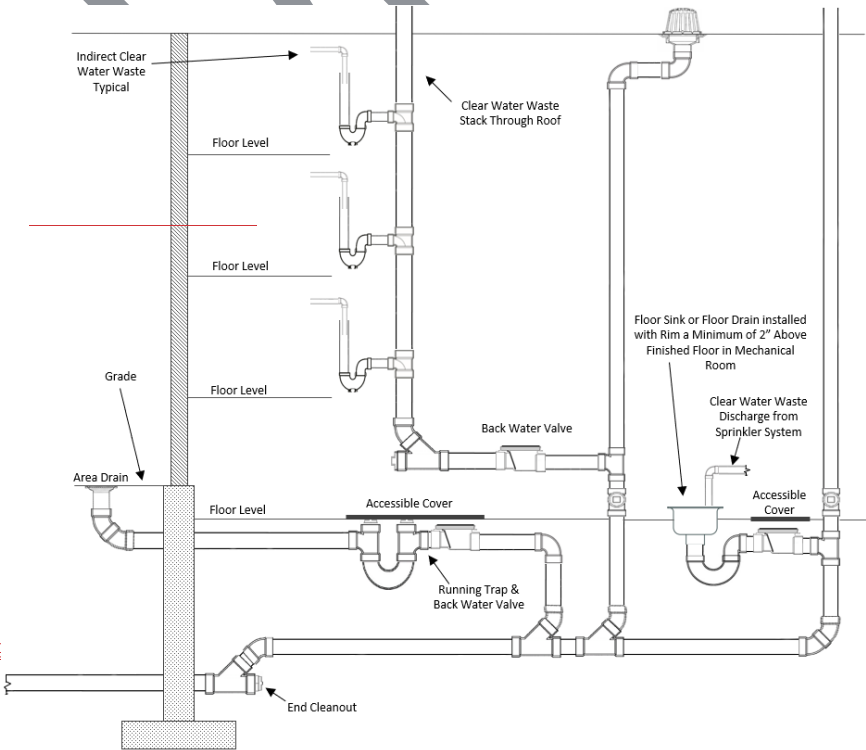 Indirect Clear
Water Waste
Typical
Clear Water Waste
Stack Through Roof
Floor Level
Floor Level
Floor Level
Floor Sink or Floor Drain installed
with Rim a Minimum of 2" Above
Finished Floor in Mechanical
Room
Grade
Clear Water Waste
Discharge from
Sprinkler System
Back Water Valve
Area Drain
Floor Level
Accessible Cover
Accessible
Cover
Running Trap &
Back Water Valve
End Cleanout